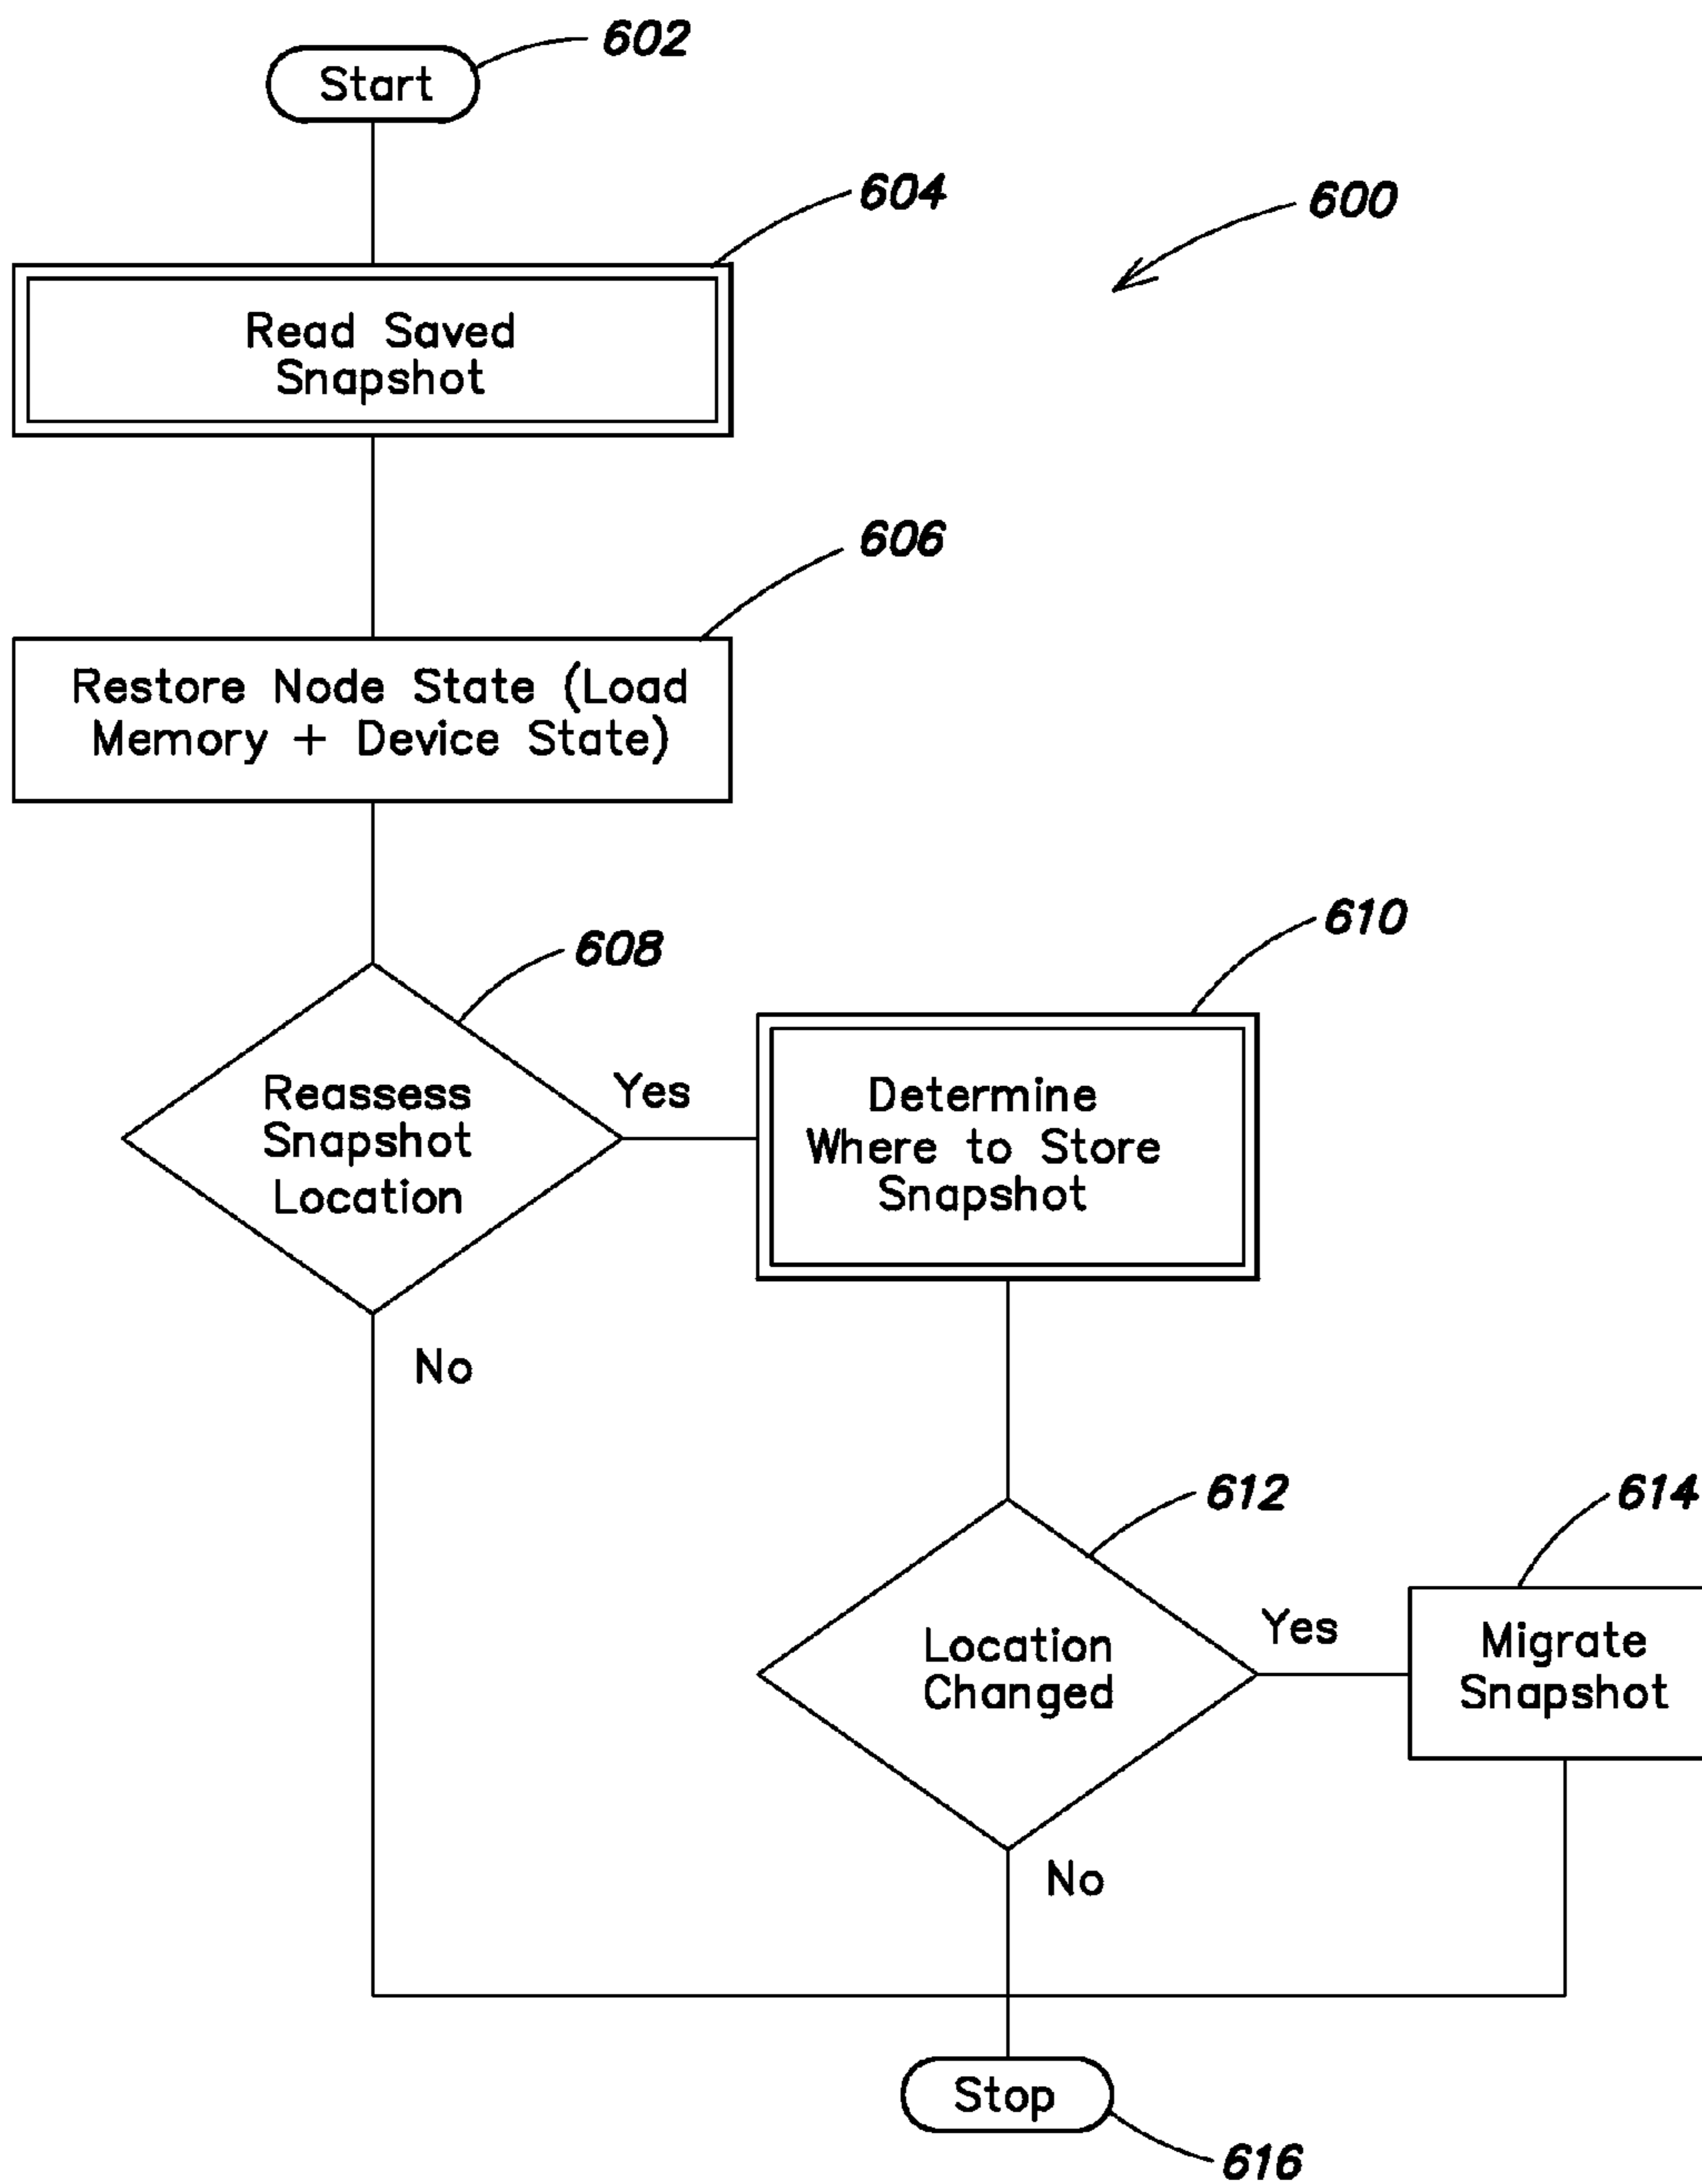 602
Start
604
600
Read Saved
Snapshot
606
Restore Node State (Load
Memory + Device State)
608
610
Reassess
Snapshot
Location
Yes
Determine
Where to Store
Snapshot
No
612
614
Location
Changed
Yes
Migrate
Snapshot
No
Stop
616